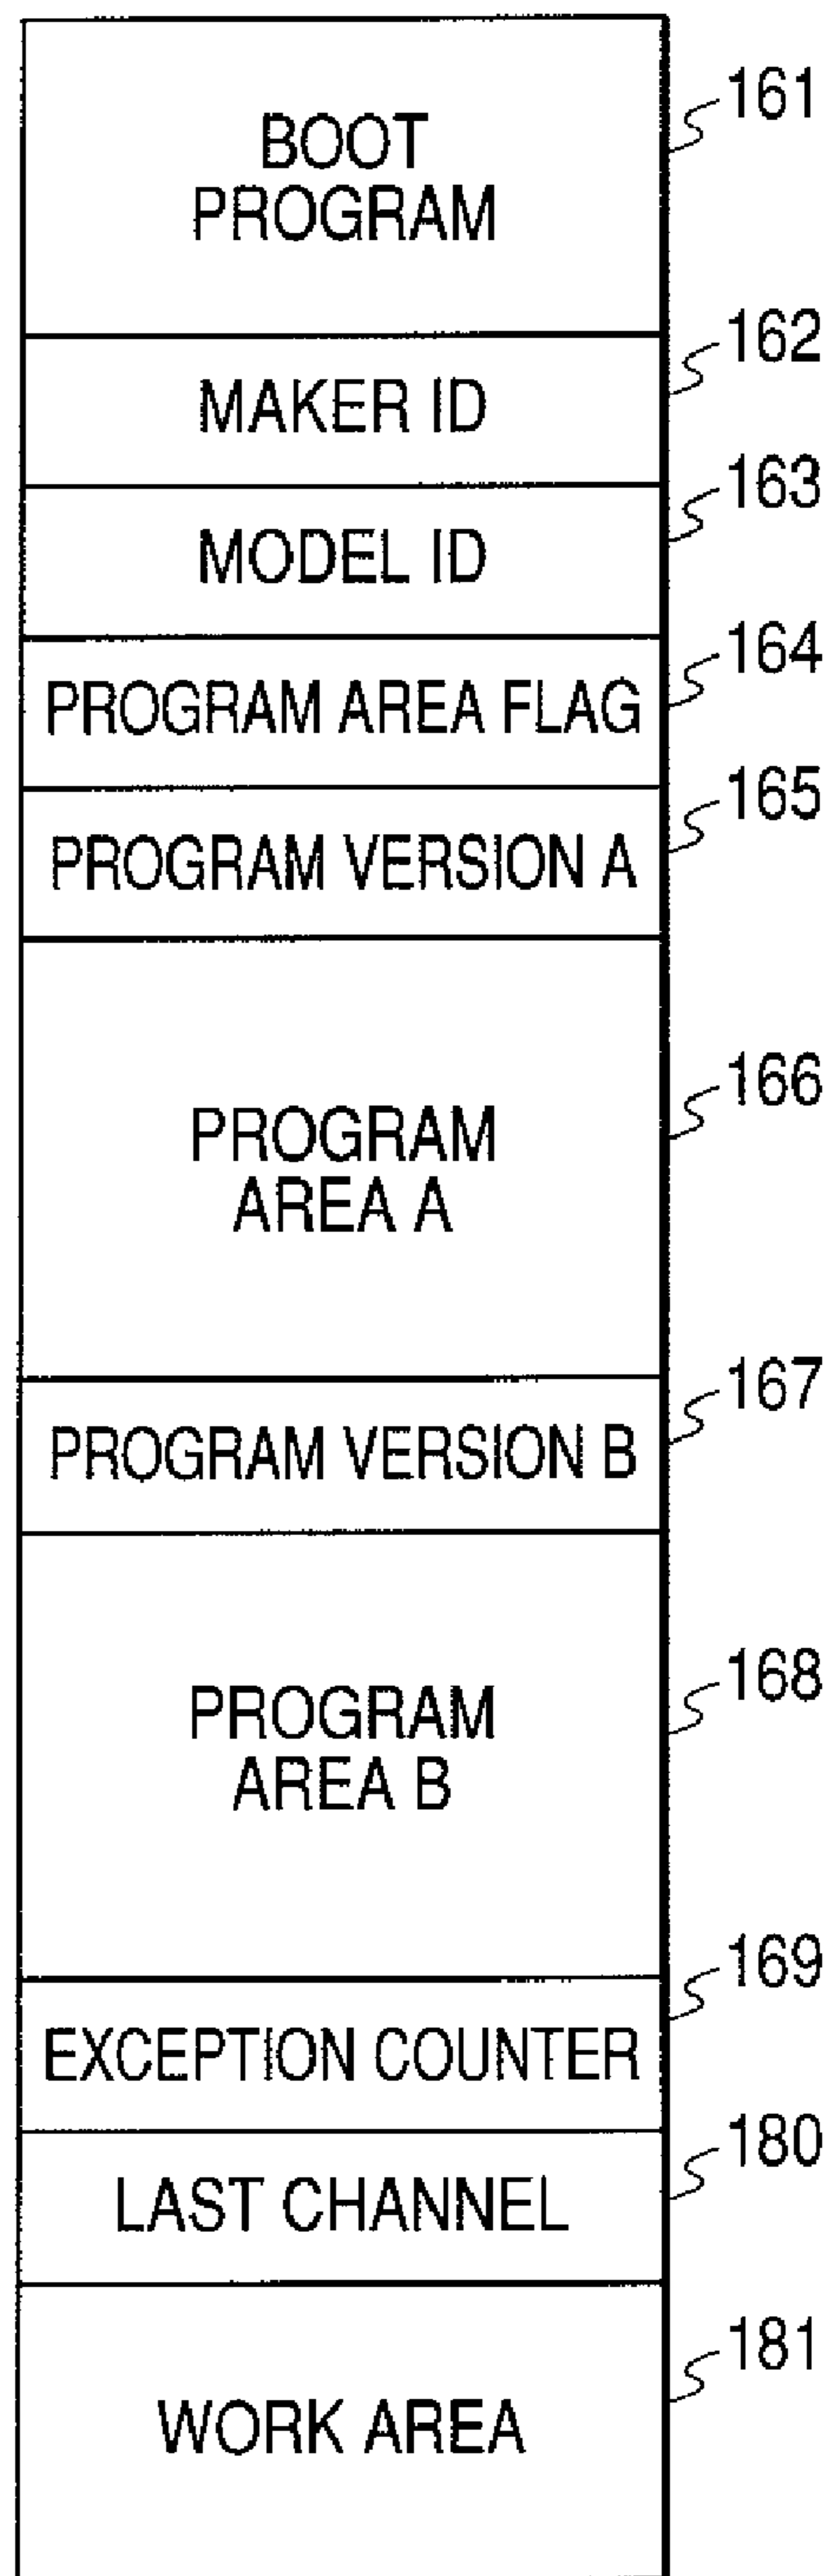 BOOT
PROGRAM
161
MAKER ID
162
MODEL ID
163
PROGRAM AREA FLAG
164
PROGRAM VERSION A
165
PROGRAM
AREA A
166
PROGRAM VERSION B
167
PROGRAM
AREA B
168
EXCEPTION COUNTER
169
LAST CHANNEL
180
WORK AREA
181